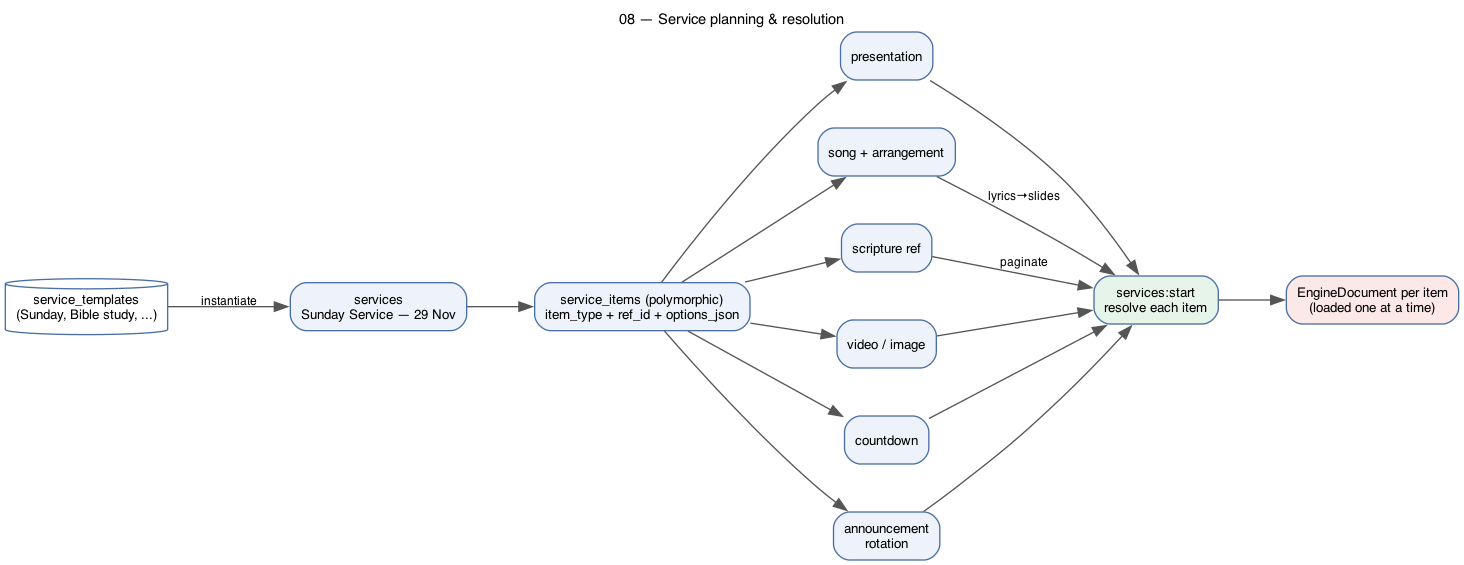 08 — Service planning & resolution
presentation
song + arrangement
lyrics→slides
scripture ref
paginate
service_templates
(Sunday, Bible study, ...)
instantiate
services
Sunday Service — 29 Nov
service_items (polymorphic)
item_type + ref_id + options_json
services:start
resolve each item
EngineDocument per item
(loaded one at a time)
video / image
countdown
announcement
rotation